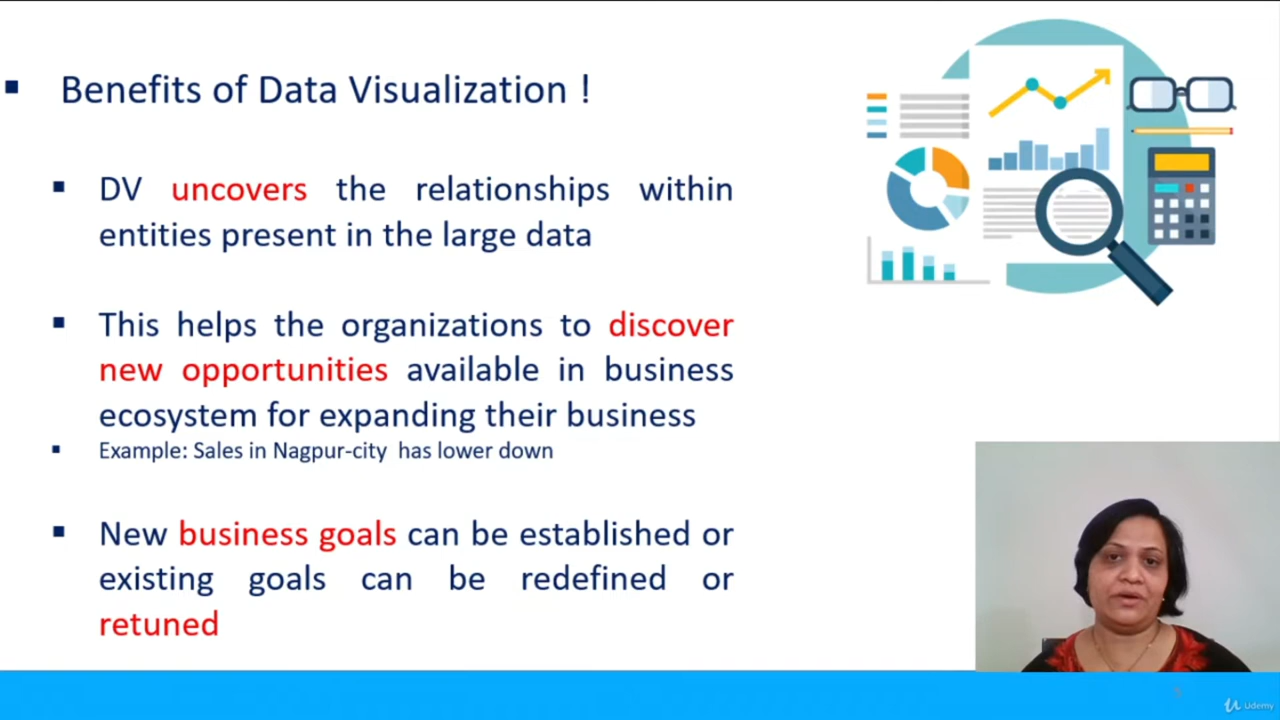 Benefits of Data Visualization !
DV uncovers the relationships within
entities present in the large data
This helps the organizations to discover
new opportunities available in business
ecosystem for expanding their business
Example: Sales in Nagpur-city has lower down
New business goals can be established or
existing goals can be redefined or
retuned
Udemy